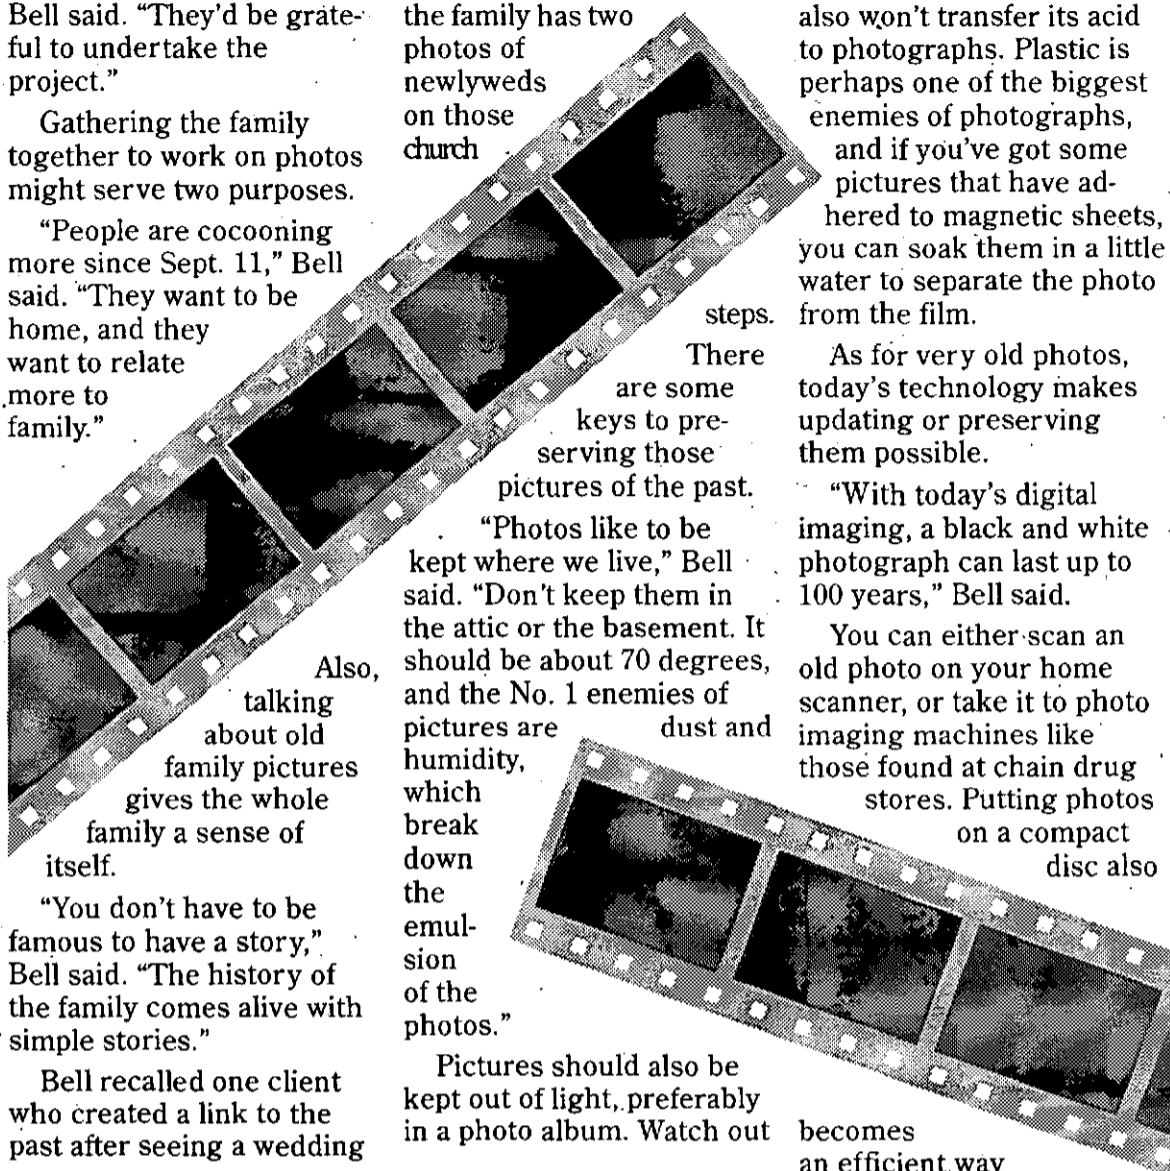 Bell said. “They’d be grate-
ful to undertake the
project.”
Gathering the family
together to work on photos
might serve two purposes.
“People are cocooning
more since Sept. 11,” Bell
said. “They want to be
home, and they
want to relate
more to
family.”
Also,
talking
about old
family pictures
gives the whole
family a sense of
itself.
“You don’t have to be
famous to have a story,”
Bell said. “The history of
the family comes alive with
simple stories.”
Bell recalled one client
who created a link to the
past after seeing a wedding
the family has two
photos of
newlyweds
on those
church
steps.
There
are some
keys to pre-
serving those
pictures of the past.
“Photos like to be
kept where we live,” Bell
said. “Don’t keep them in
the attic or the basement. It
should be about 70 degrees,
and the No. 1 enemies of
pictures are dust and
humidity,
which
break
down
the
emul-
sion
of the
photos.”
Pictures should also be
kept out of light, preferably
in a photo album. Watch out
also won’t transfer its acid
to photographs. Plastic is
perhaps one of the biggest
enemies of photographs,
and if you’ve got some
pictures that have ad-
hered to magnetic sheets,
you can soak them in a little
water to separate the photo
from the film.
As for very old photos,
today’s technology makes
updating or preserving
them possible.
“With today’s digital
imaging, a black and white
photograph can last up to
100 years,” Bell said.
You can either scan an
old photo on your home
scanner, or take it to photo
imaging machines like
those found at chain drug
stores. Putting photos
on a compact
disc also
becomes
an efficient way